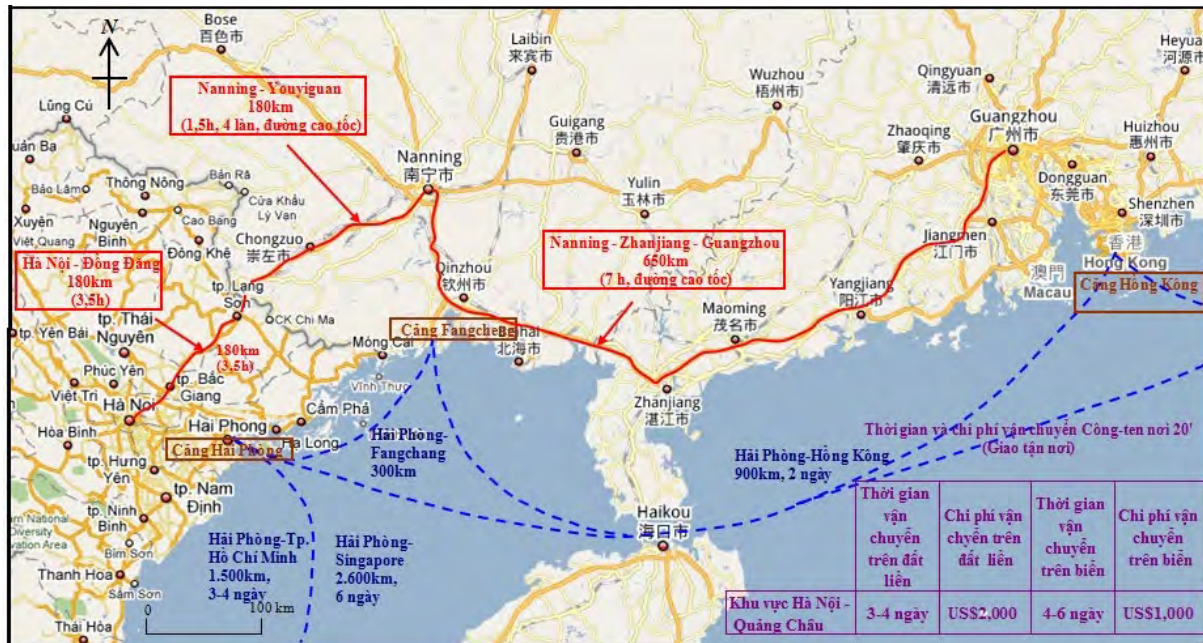 N
Bose
百色市
Laibin
来宾市
Heyuan
河源市
Lũng Cú
Nanning - Youyiguan
180km
(1,5h, 4 làn, đường cao tốc)
Wuzhou
梧州市
Qingyuan
清远市
Guigang
贵港市
Guangzhou
广州市
Zhaoqing
肇庆市
Huizhou
惠州市
Nanning
南宁市
Bảo Lâm
Thông Nông
Bản Rã
Cửa Khẩu
Lý Vạn
Yulin
玉林市
Dongguan
东莞市
Xuyên
Việt Quang
Nguyên
Bình
Cao Bang
Đông Khê
Chongzuo
崇左市
Shenzhen
深圳市
Jiangmen
江门市
香港
Hong Kong
澳門
Macau
Hà Nội - Đồng Đăng
180km
(3,5h)
Nanning - Zhanjiang - Guangzhou
650km
(7 h, đường cao tốc)
Qinzhou
钦州市
Yangjiang
阳江市
Cảng Hồng Kông
tp. Lạng
Sơn
CK Chi Ma
Maoming
茂名市
Cảng Fangcheng
北海市
tp. Yên Bái
tp. Thái
Nguyên
180km
(3,5h)
Móng Cái
Vĩnh Thực
Phúc Yên
Việt Trì
tp. Bắc
Giang
Zhanjiang
湛江市
Hà Nội
Hải Phòng
Cẩm Phả
Hạ Long
Hòa Bình
Cảng Hải Phòng
Hải Phòng-
Fangchang
300km
Thời gian và chi phí vận chuyển Công-ten nơi 20'
(Giao tận nơi)
Hải Phòng-Hồng Kông
900km, 2 ngày
tp. Hưng
Yên
tp. Nam
Định
tp. Ninh
Bình
Bim Sơn
Sầm Sơn
Thanh Hoa
Thái Hòa
Haikou
海口市
Hải Phòng-Tp.
Hồ Chí Minh
1.500km,
3-4 ngày
Hải Phòng-
Singapore
2.600km,
6 ngày
0 100 km
Thời gian vận chuyển trên đất liền
Chi phí vận chyển trên đất liền
Thời gian vận chuyển trên biển
Chi phí vận chuyển trên biển
Khu vực Hà Nội - Quảng Châu
3-4 ngày
US$2,000
4-6 ngày
US$1,000